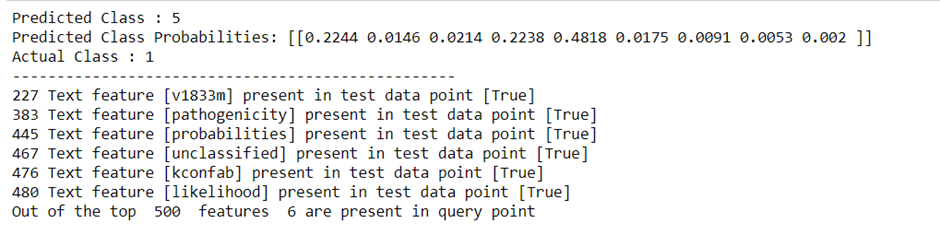 Predicted Class : 5
Predicted Class Probabilities: [[0.2244 0.0146 0.0214 0.2238 0.4818 0.0175 0.0091 0.0053 0.002 ]]
Actual Class : 1
--------------------------------------------------
227 Text feature [v1833m] present in test data point [True]
383 Text feature [pathogenicity] present in test data point [True]
445 Text feature [probabilities] present in test data point [True]
467 Text feature [unclassified] present in test data point [True]
476 Text feature [kconfab] present in test data point [True]
480 Text feature [likelihood] present in test data point [True]
Out of the top  500  features  6 are present in query point